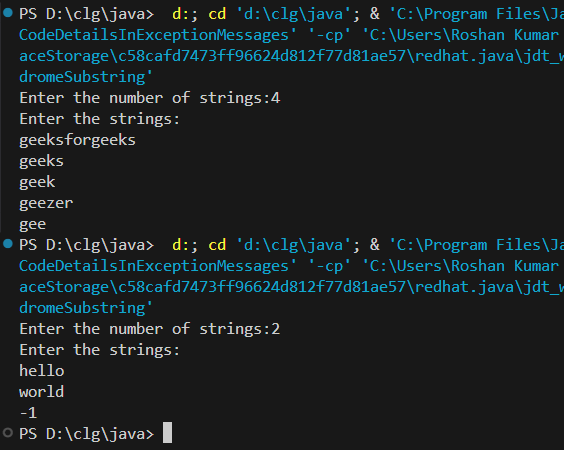 PS D:\clg\java>  d:; cd 'd:\clg\java'; & 'C:\Program Files\Ja
CodeDetailsInExceptionMessages' '-cp' 'C:\Users\Roshan Kumar
aceStorage\c58cafd7473ff96624d812f77d81ae57\redhat.java\jdt_w
dromeSubstring'
Enter the number of strings:4
Enter the strings:
geeksforgeeks
geeks
geek
geezer
gee
PS D:\clg\java>  d:; cd 'd:\clg\java'; & 'C:\Program Files\Ja
CodeDetailsInExceptionMessages' '-cp' 'C:\Users\Roshan Kumar
aceStorage\c58cafd7473ff96624d812f77d81ae57\redhat.java\jdt_w
dromeSubstring'
Enter the number of strings:2
Enter the strings:
hello
world
-1
PS D:\clg\java>